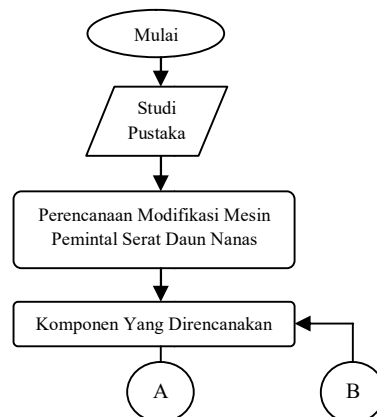 Mulai
Studi
Pustaka
Perencanaan Modifikasi Mesin
Pemintal Serat Daun Nanas
Komponen Yang Direncanakan
A
B